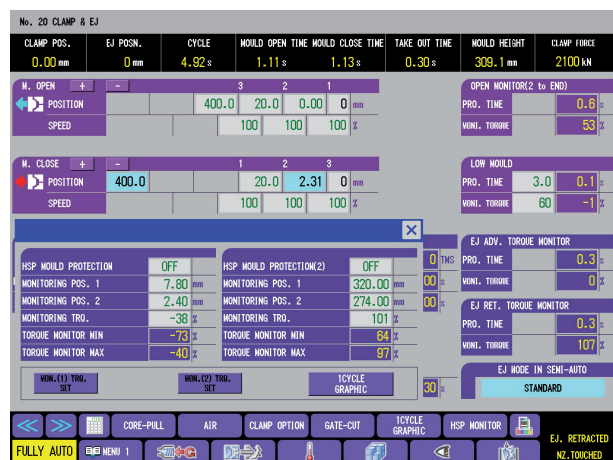 No. 20 CLAMP & EJ
CLAMP POS. EJ POSN. CYCLE MOULD OPEN TIME MOULD CLOSE TIME TAKE OUT TIME MOULD HEIGHT CLAMP FORCE
0.00 mm 0 mm 4.92 s 1.11 s 1.13 s 0.30 s 309.1 mm 2100 kN
M. OPEN + - 3 2 1
POSITION 400.0 20.0 0.00 0 mm
SPEED 100 100 100 %
OPEN MONITOR(2 to END)
PRO. TIME 0.6 s
MONI. TORQUE 53 %
M. CLOSE + - 1 2 3
POSITION 400.0 20.0 2.31 0 mm
SPEED 100 100 100 %
LOW MOULD
PRO. TIME 3.0 0.1 s
MONI. TORQUE 60 -1 %
HSP MOULD PROTECTION OFF
MONITORING POS. 1 7.80 mm
MONITORING POS. 2 2.40 mm
MONITORING TRQ. -38 %
TORQUE MONITOR MIN -73 %
TORQUE MONITOR MAX -40 %
HSP MOULD PROTECTION(2) OFF
MONITORING POS. 1 320.00 mm
MONITORING POS. 2 274.00 mm
MONITORING TRQ. 101 %
TORQUE MONITOR MIN 64 %
TORQUE MONITOR MAX 97 %
MON.(1) TRQ. SET
MON.(2) TRQ. SET
1CYCLE GRAPHIC
0 TMS
00 s
00 s
30 s
EJ ADV. TORQUE MONITOR
PRO. TIME 0.3 s
MONI. TORQUE 0 %
EJ RET. TORQUE MONITOR
PRO. TIME 0.3 s
MONI. TORQUE 107 %
EJ MODE IN SEMI-AUTO
STANDARD
CORE-PULL AIR CLAMP OPTION GATE-CUT 1CYCLE GRAPHIC HSP MONITOR
FULLY AUTO MENU 1
EJ. RETRACTED
NZ.TOUCHED